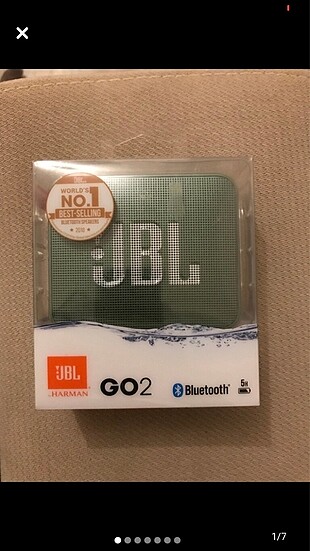 WORLD'S
NO.1
BEST-SELLING
BLUETOOTH SPEAKERS
JBL
JBL
by HARMAN
GO2
Bluetooth®
5H
1/7